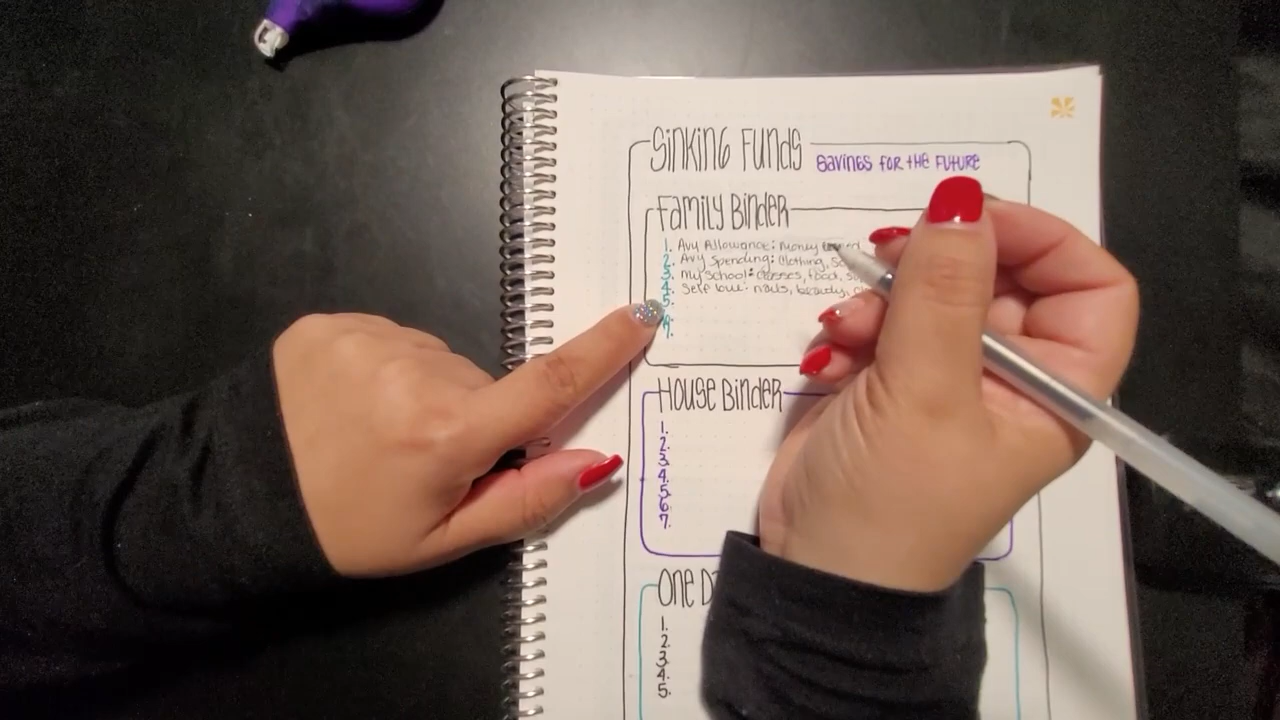 Sinking Funds
Savings for the Future
Family Binder
1. Avy Allowance: Money
2. Avy Spending: Clothing,
3. My School: Classes, food,
4. Self love: nails, beauty,
5.
7.
House Binder
1.
2.
3.
4.
5.
6.
7.
One
1.
2.
3.
4.
5.